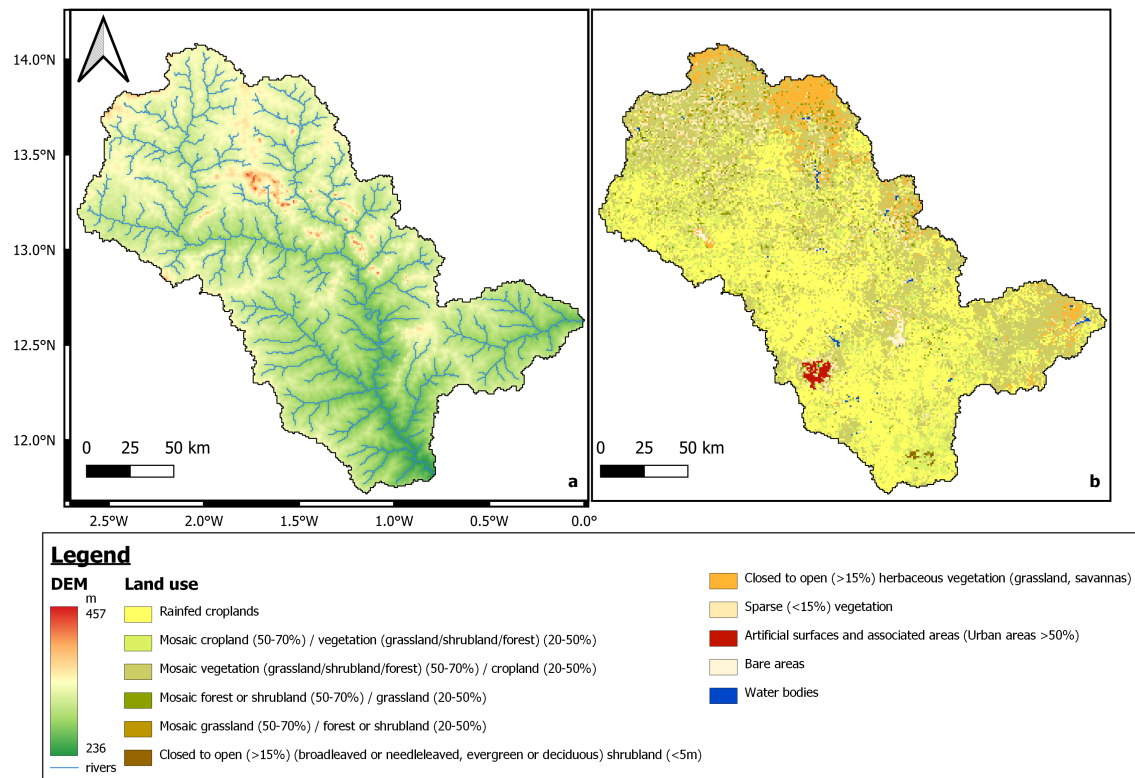 14.0°N
13.5°N
13.0°N
12.5°N
12.0°N
0 25 50 km
a
0 25 50 km
b
2.5°W 2.0°W 1.5°W 1.0°W 0.5°W 0.0°
Legend
DEM
m
457
236
rivers
Land use
Rainfed croplands
Mosaic cropland (50-70%) / vegetation (grassland/shrubland/forest) (20-50%)
Mosaic vegetation (grassland/shrubland/forest) (50-70%) / cropland (20-50%)
Mosaic forest or shrubland (50-70%) / grassland (20-50%)
Mosaic grassland (50-70%) / forest or shrubland (20-50%)
Closed to open (>15%) (broadleaved or needleleaved, evergreen or deciduous) shrubland (<5m)
Closed to open (>15%) herbaceous vegetation (grassland, savannas)
Sparse (<15%) vegetation
Artificial surfaces and associated areas (Urban areas >50%)
Bare areas
Water bodies